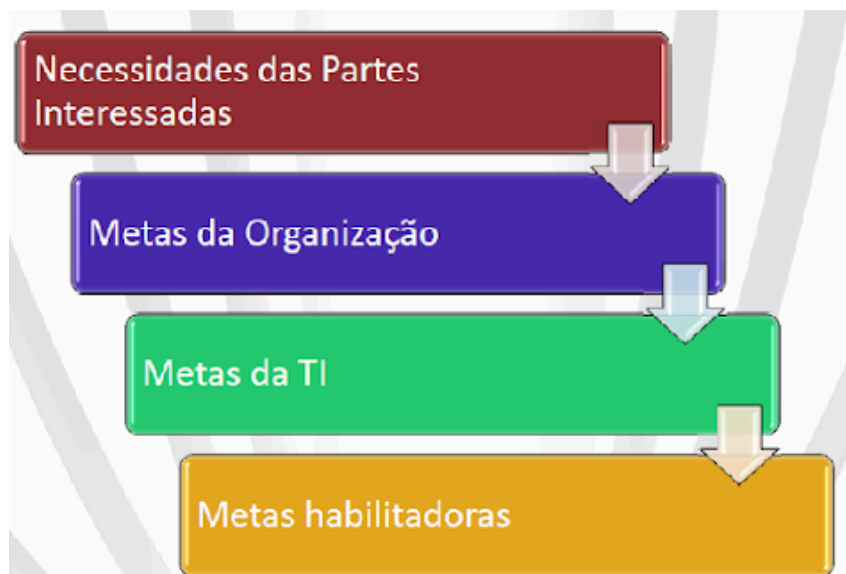 Necessidades das Partes
Interessadas
Metas da Organização
Metas da TI
Metas habilitadoras